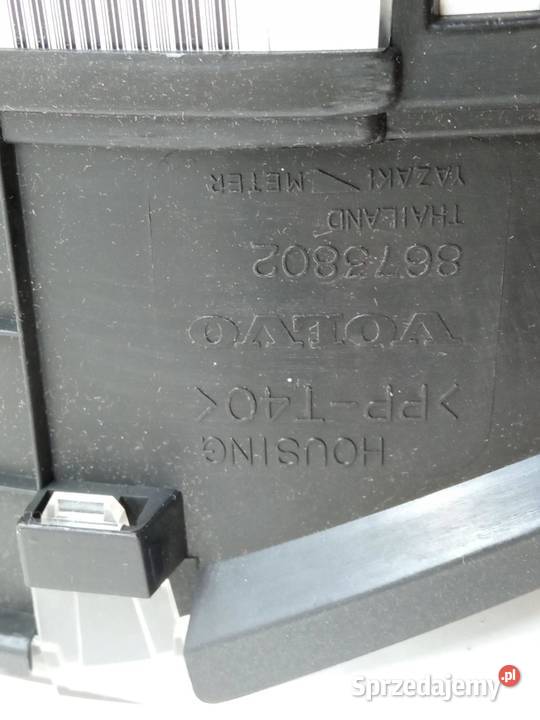 HOUSING
>PP-T40<
VOLVO
8673802
THAILAND
YAZAKI / METER
Sprzedajemy.pl